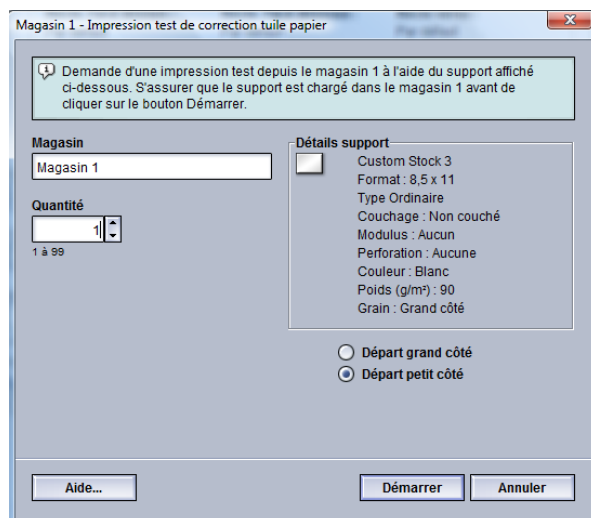 Magasin 1 - Impression test de correction tuile papier
Demande d'une impression test depuis le magasin 1 à l'aide du support affiché
ci-dessous. S'assurer que le support est chargé dans le magasin 1 avant de
cliquer sur le bouton Démarrer.
Magasin
Magasin 1
Quantité
1
1 à 99
Détails support
Custom Stock 3
Format : 8,5 x 11
Type Ordinaire
Couchage : Non couché
Modulus : Aucun
Perforation : Aucune
Couleur : Blanc
Poids (g/m²) : 90
Grain : Grand côté
Départ grand côté
Départ petit côté
Aide...
Démarrer
Annuler